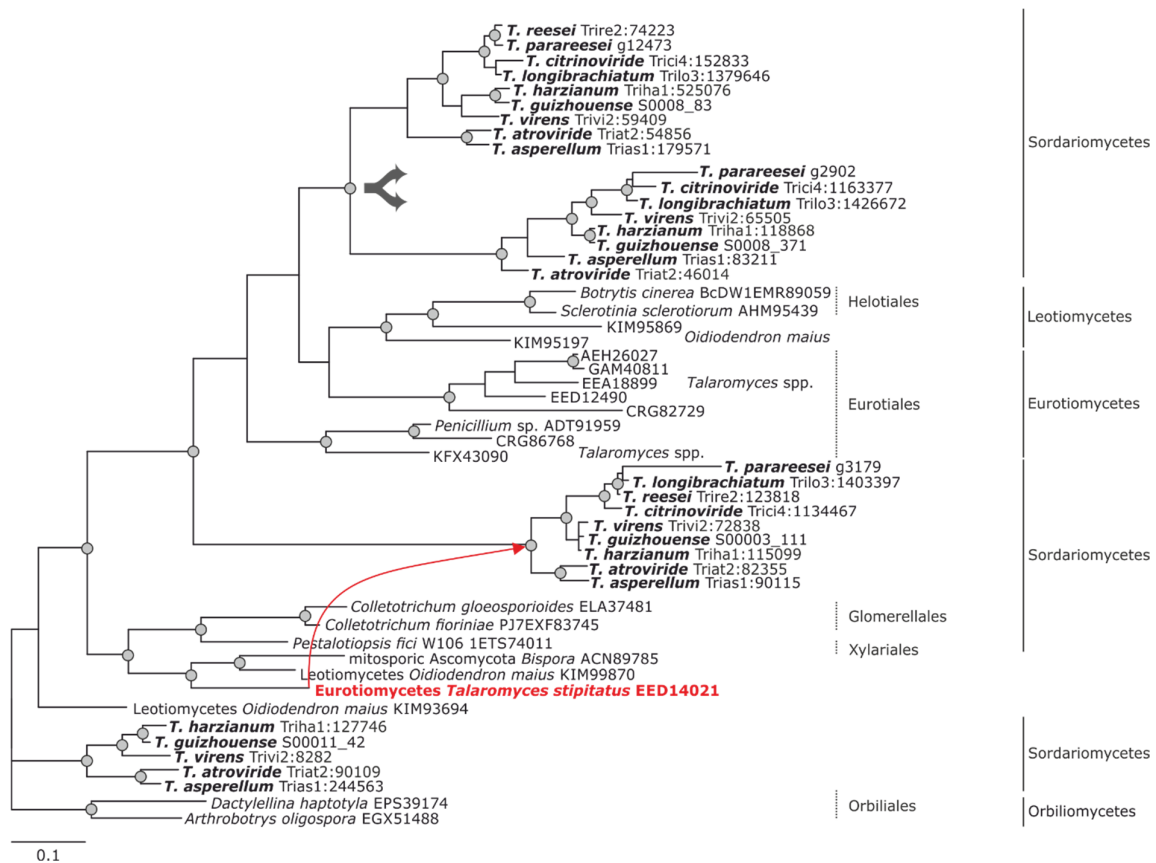 T. reesei Trire2:74223
T. parareesei g12473
T. citrinoviride Trici4:152833
T. longibrachiatum Trilo3:1379646
T. harzianum Triha1:525076
T. guizhouense S0008_83
T. virens Trivi2:59409
T. atroviride Triat2:54856
T. asperellum Trias1:179571
Sordariomycetes
T. parareesei g2902
T. citrinoviride Trici4:1163377
T. longibrachiatum Trilo3:1426672
T. virens Trivi2:65505
T. harzianum Triha1:118868
T. guizhouense S0008_371
T. asperellum Trias1:83211
T. atroviride Triat2:46014
Botrytis cinerea BcDW1EMR89059
Sclerotinia sclerotiorum AHM95439
Helotiales
KIM95869
Oidiodendron maius
KIM95197
Leotiomycetes
AEH26027
GAM40811
EEA18899
Talaromyces spp.
EED12490
CRG82729
Eurotiales
Eurotiomycetes
Penicillium sp. ADT91959
CRG86768
KFX43090
Talaromyces spp.
T. parareesei g3179
T. longibrachiatum Trilo3:1403397
T. reesei Trire2:123818
T. citrinoviride Trici4:1134467
T. virens Trivi2:72838
T. guizhouense S00003_111
T. harzianum Triha1:115099
T. atroviride Triat2:82355
T. asperellum Trias1:90115
Sordariomycetes
Colletotrichum gloeosporioides ELA37481
Colletotrichum fioriniae PJ7EXF83745
Glomerellales
Pestalotiopsis fici W106 1ETS74011
Xylariales
mitosporic Ascomycota Bispora ACN89785
Leotiomycetes Oidiodendron maius KIM99870
Eurotiomycetes Talaromyces stipitatus EED14021
Leotiomycetes Oidiodendron maius KIM93694
T. harzianum Triha1:127746
T. guizhouense S00011_42
T. virens Trivi2:8282
T. atroviride Triat2:90109
T. asperellum Trias1:244563
Sordariomycetes
Dactylellina haptotyla EPS39174
Arthrobotrys oligospora EGX51488
Orbiliales
Orbiliomycetes
0.1